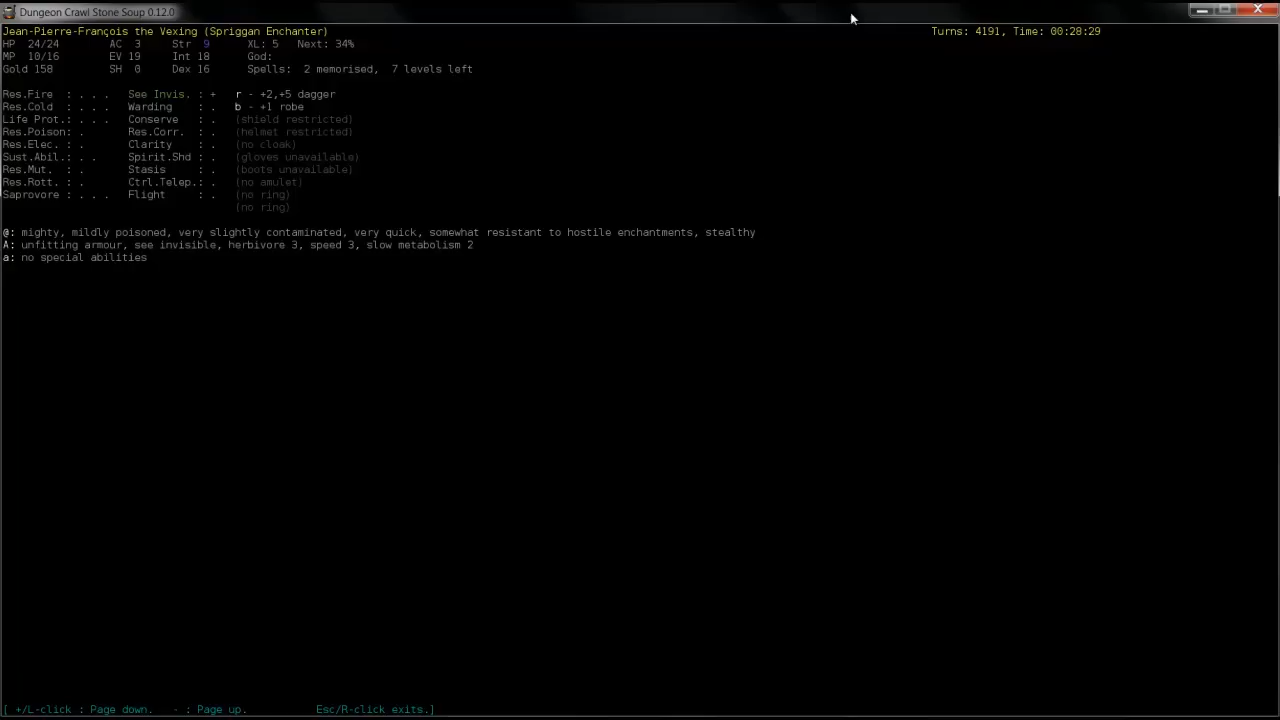 Dungeon Crawl Stone Soup 0.12.0
Jean-Pierre-François the Vexing (Spriggan Enchanter) Turns: 4191, Time: 00:28:29
HP 24/24 AC 3 Str 9 XL: 5 Next: 34%
MP 10/16 EV 19 Int 18 God:
Gold 158 SH 0 Dex 16 Spells: 2 memorised, 7 levels left
Res.Fire : . . . See Invis. : + r - +2,+5 dagger
Res.Cold : . . . Warding : . b - +1 robe
Life Prot.: . . . Conserve : . (shield restricted)
Res.Poison: . Res.Corr. : . (helmet restricted)
Res.Elec. : . Clarity : . (no cloak)
Sust.Abil.: . . Spirit.Shd : . (gloves unavailable)
Res.Mut. : . Stasis : . (boots unavailable)
Res.Rott. : . Ctrl.Telep.: . (no amulet)
Saprovore : . . . Flight : . (no ring)
(no ring)
@: mighty, mildly poisoned, very slightly contaminated, very quick, somewhat resistant to hostile enchantments, stealthy
A: unfitting armour, see invisible, herbivore 3, speed 3, slow metabolism 2
a: no special abilities
[ +/L-click : Page down. - : Page up. Esc/R-click exits.]